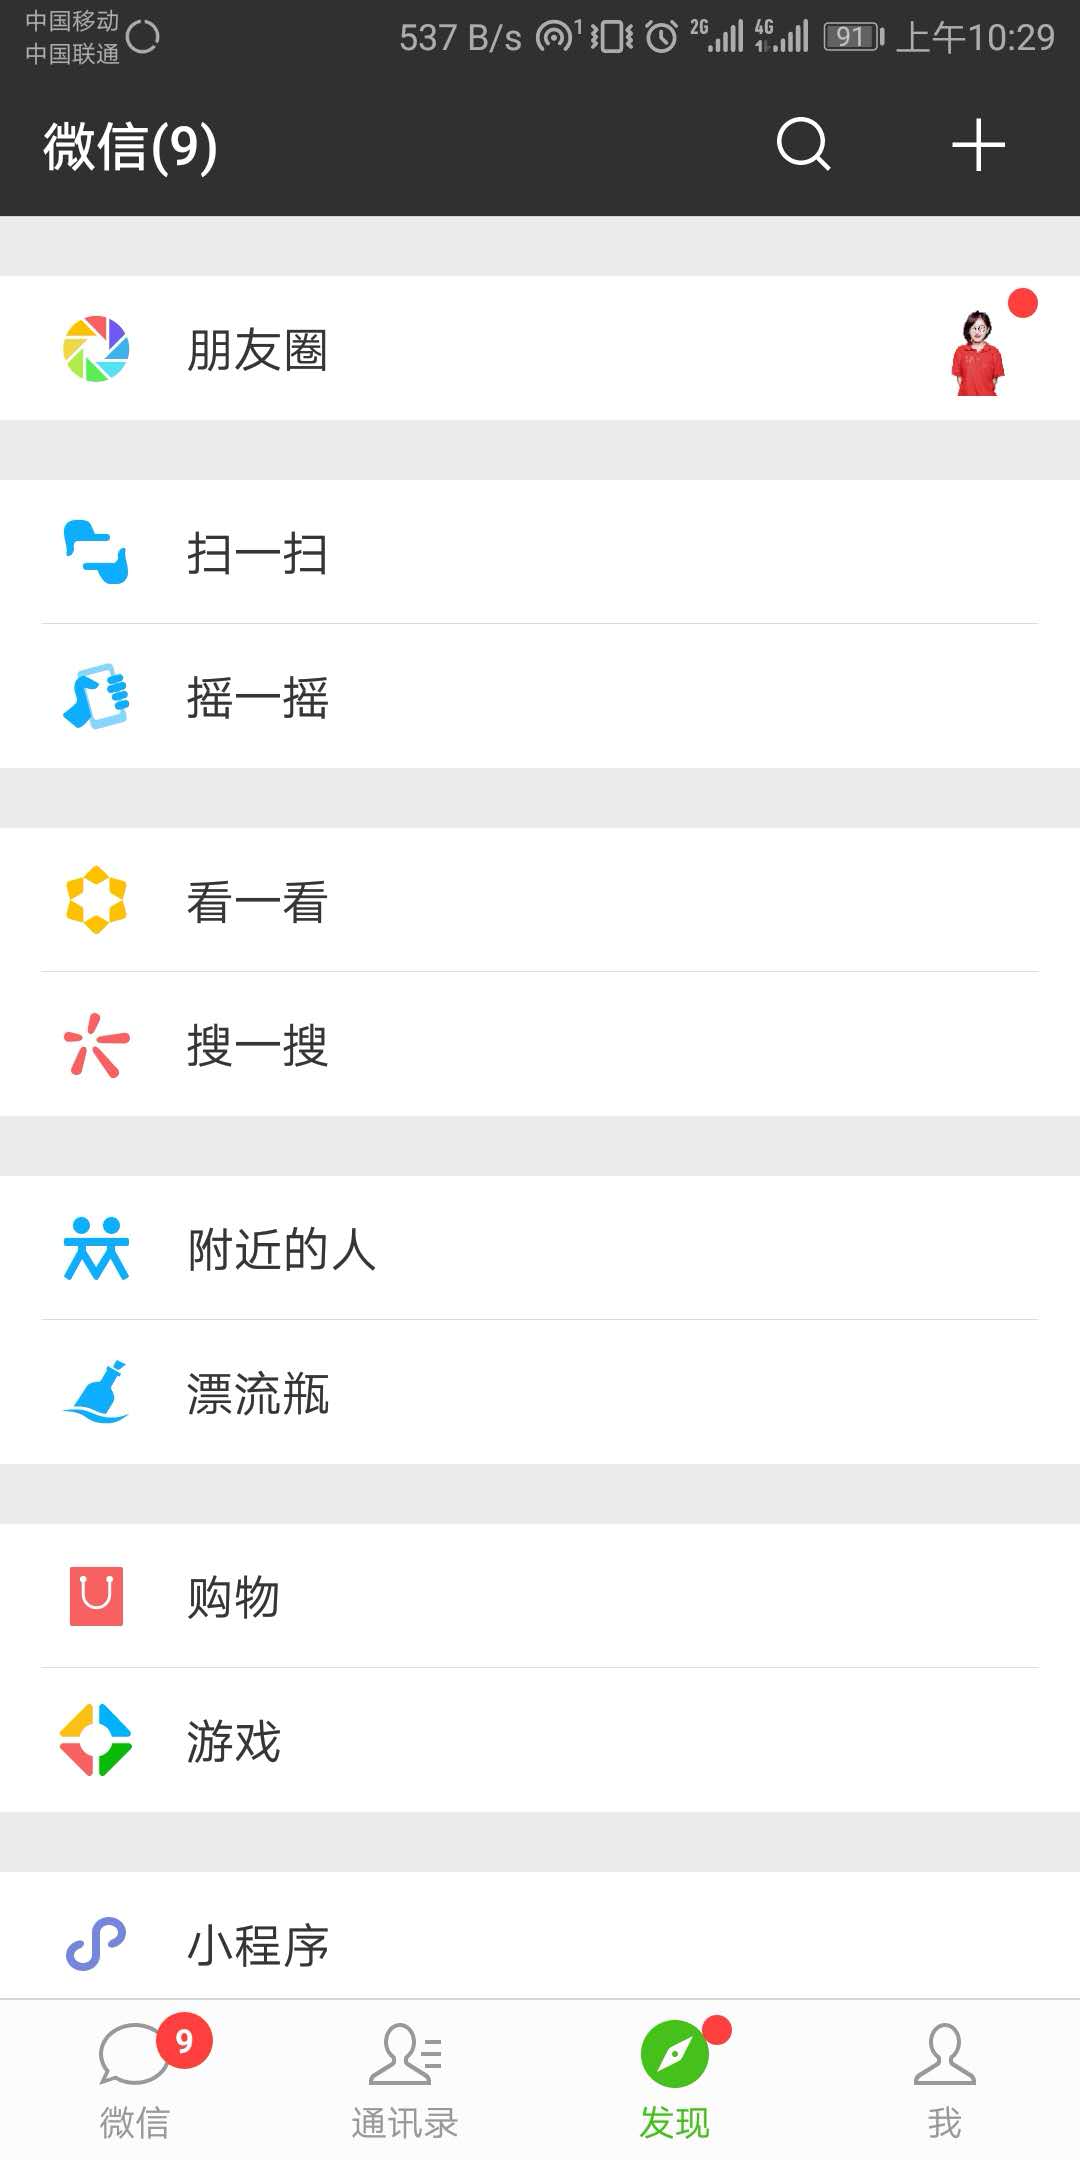 中国移动
中国联通
537 B/s 1 2G 4G 1 91 上午10:29
微信(9)
朋友圈
扫一扫
摇一摇
看一看
搜一搜
附近的人
漂流瓶
购物
游戏
小程序
9
微信 通讯录 发现 我